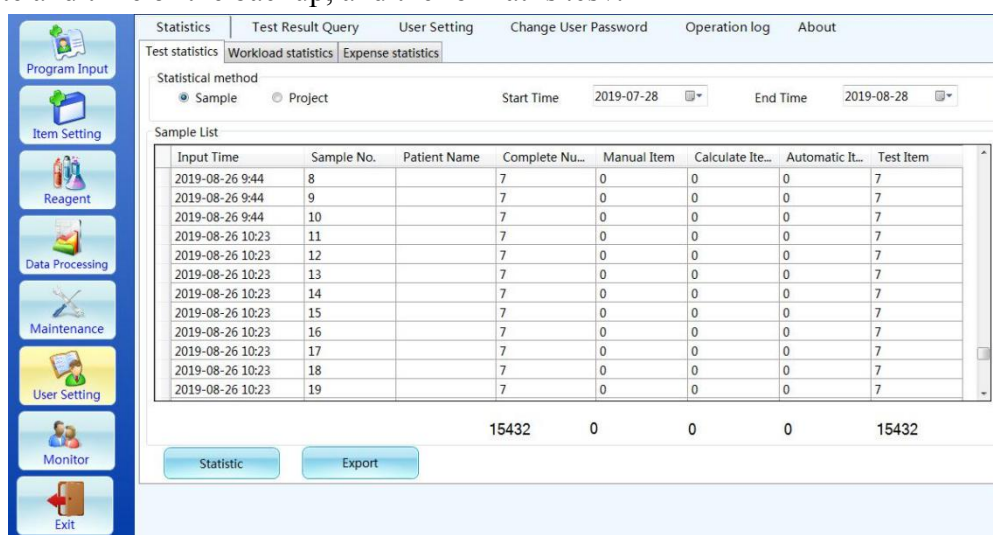 Statistics Test Result Query User Setting Change User Password Operation log About
Test statistics Workload statistics Expense statistics
Program Input
Item Setting
Reagent
Data Processing
Maintenance
User Setting
Monitor
Exit
Statistical method
Sample Project Start Time 2019-07-28 End Time 2019-08-28
Sample List
Input Time Sample No. Patient Name Complete Nu... Manual Item Calculate Ite... Automatic It... Test Item
2019-08-26 9:44 8 7 0 0 0 7
2019-08-26 9:44 9 7 0 0 0 7
2019-08-26 9:44 10 7 0 0 0 7
2019-08-26 10:23 11 7 0 0 0 7
2019-08-26 10:23 12 7 0 0 0 7
2019-08-26 10:23 13 7 0 0 0 7
2019-08-26 10:23 14 7 0 0 0 7
2019-08-26 10:23 15 7 0 0 0 7
2019-08-26 10:23 16 7 0 0 0 7
2019-08-26 10:23 17 7 0 0 0 7
2019-08-26 10:23 18 7 0 0 0 7
2019-08-26 10:23 19 7 0 0 0 7
15432 0 0 0 15432
Statistic Export